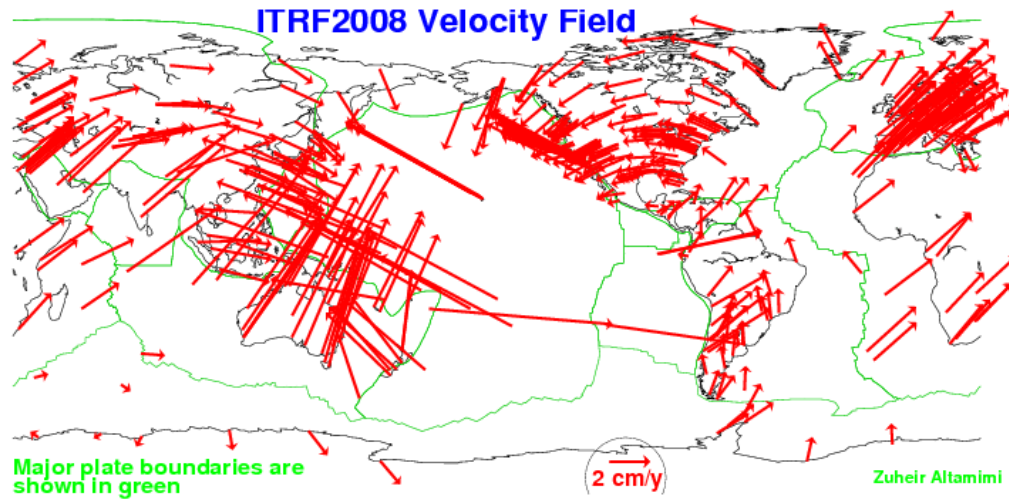 ITRF2008 Velocity Field
Major plate boundaries are
shown in green
2 cm/y
Zuheir Altamimi